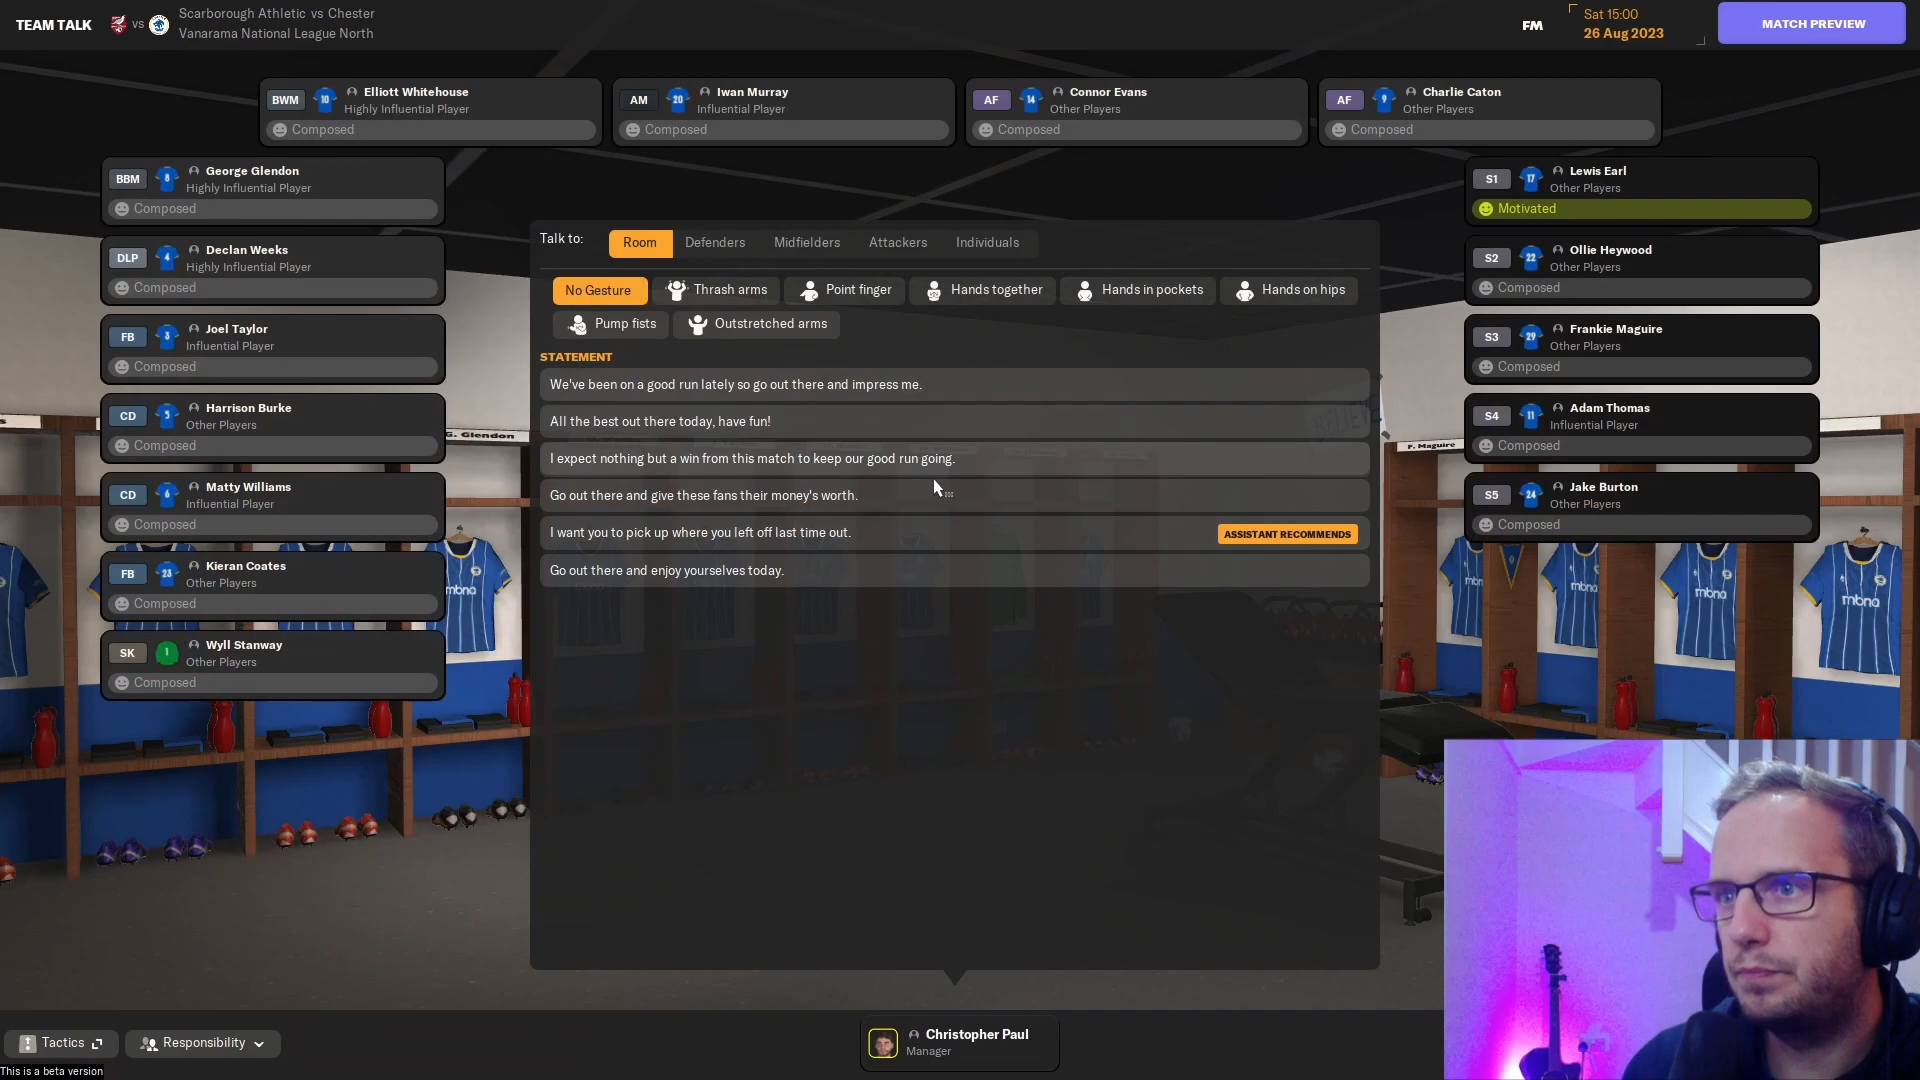 TEAM TALK
vs
Scarborough Athletic vs Chester
Vanarama National League North
FM
Sat 15:00
26 Aug 2023
MATCH PREVIEW
BWM 10 Elliott Whitehouse
Highly Influential Player
Composed
AM 20 Iwan Murray
Influential Player
Composed
AF 14 Connor Evans
Other Players
Composed
AF 9 Charlie Caton
Other Players
Composed
BBM 8 George Glendon
Highly Influential Player
Composed
DLP 4 Declan Weeks
Highly Influential Player
Composed
FB 3 Joel Taylor
Influential Player
Composed
CD 5 Harrison Burke
Other Players
Composed
CD 6 Matty Williams
Influential Player
Composed
FB 23 Kieran Coates
Other Players
Composed
SK 1 Wyll Stanway
Other Players
Composed
Talk to: Room Defenders Midfielders Attackers Individuals
No Gesture Thrash arms Point finger Hands together Hands in pockets Hands on hips
Pump fists Outstretched arms
STATEMENT
We've been on a good run lately so go out there and impress me.
All the best out there today, have fun!
I expect nothing but a win from this match to keep our good run going.
Go out there and give these fans their money's worth.
I want you to pick up where you left off last time out. ASSISTANT RECOMMENDS
Go out there and enjoy yourselves today.
S1 17 Lewis Earl
Other Players
Motivated
S2 22 Ollie Heywood
Other Players
Composed
S3 29 Frankie Maguire
Other Players
Composed
S4 11 Adam Thomas
Influential Player
Composed
S5 24 Jake Burton
Other Players
Composed
G. Glendon
F. Maguire
BELIEVE
mbna
mbna
mbna
mbna
mbna
mbna
Christopher Paul
Manager
Tactics
Responsibility
This is a beta version